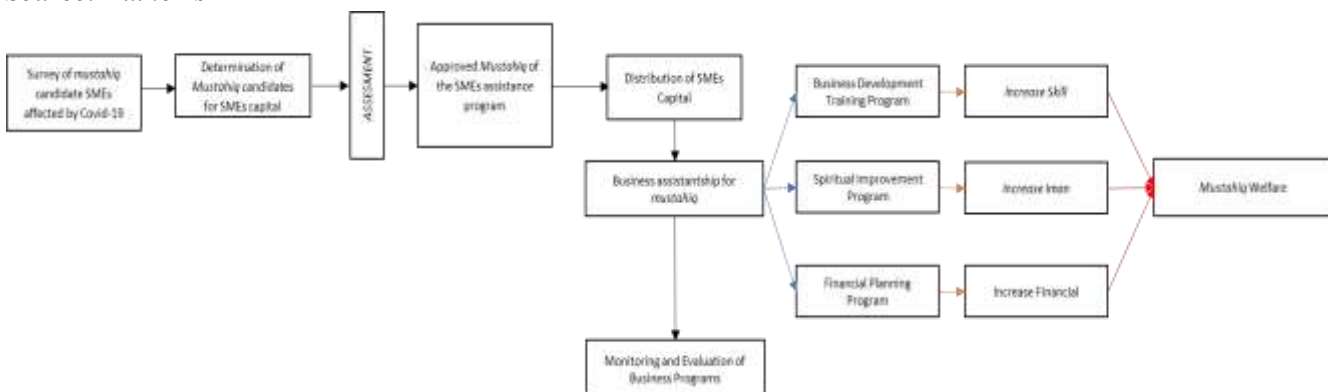 Survey of mustahiq
candidate SMEs
affected by Covid-19
Determination of
Mustahiq candidates
for SMEs capital
ASSESMENT
Approved Mustahiq of
the SMEs assistance
program
Distribution of SMEs
Capital
Business assistantship for
mustahiq
Monitoring and Evaluation of
Business Programs
Business Development
Training Program
Increase Skill
Spiritual Improvement
Program
Increase Iman
Financial Planning
Program
Increase Financial
Mustahiq Welfare